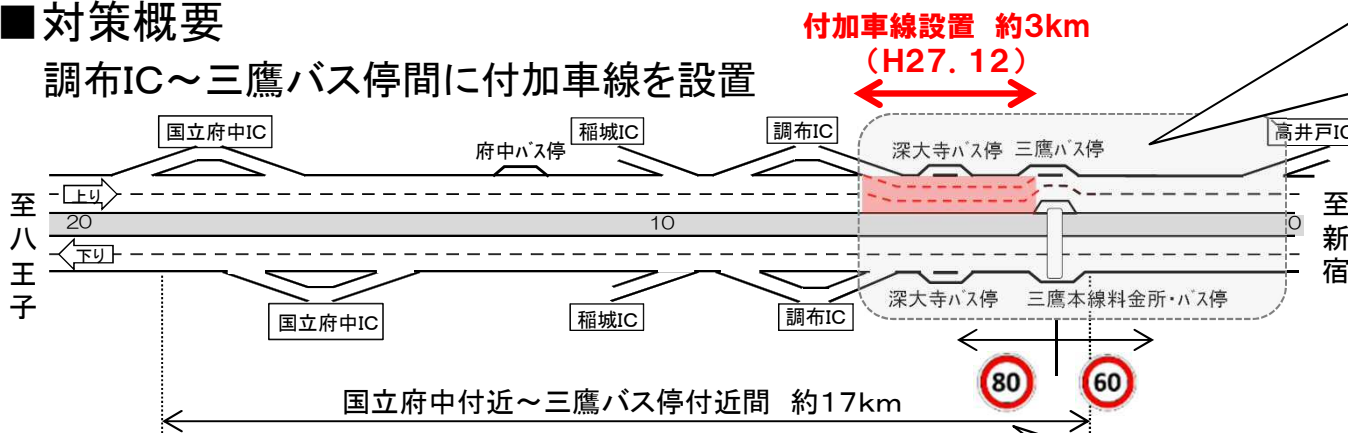 ■対策概要
調布IC～三鷹バス停間に付加車線を設置
付加車線設置 約3km
（H27．12）
国立府中IC
府中バス停
稲城IC
調布IC
深大寺バス停
三鷹バス停
高井戸IC
上り
至八王子
20
10
0
至新宿
下り
国立府中IC
稲城IC
調布IC
深大寺バス停
三鷹本線料金所・バス停
80
60
国立府中付近～三鷹バス停付近間 約17km